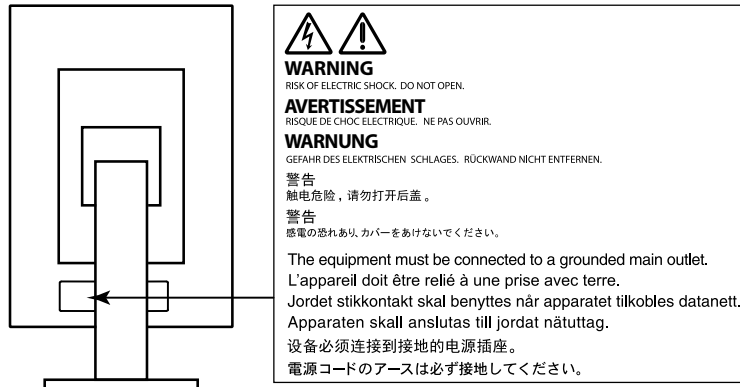 WARNING
RISK OF ELECTRIC SHOCK. DO NOT OPEN.
AVERTISSEMENT
RISQUE DE CHOC ELECTRIQUE. NE PAS OUVRIR.
WARNUNG
GEFAHR DES ELEKTRISCHEN SCHLAGES. RÜCKWAND NICHT ENTFERNEN.
警告
触电危险，请勿打开后盖。
警告
感電の恐れあり、カバーをあけないでください。
The equipment must be connected to a grounded main outlet.
L'appareil doit être relié à une prise avec terre.
Jordet stikkontakt skal benyttes når apparatet tilkobles datanett.
Apparaten skall anslutas till jordat nätuttag.
设备必须连接到接地的电源插座。
電源コードのアースは必ず接地してください。